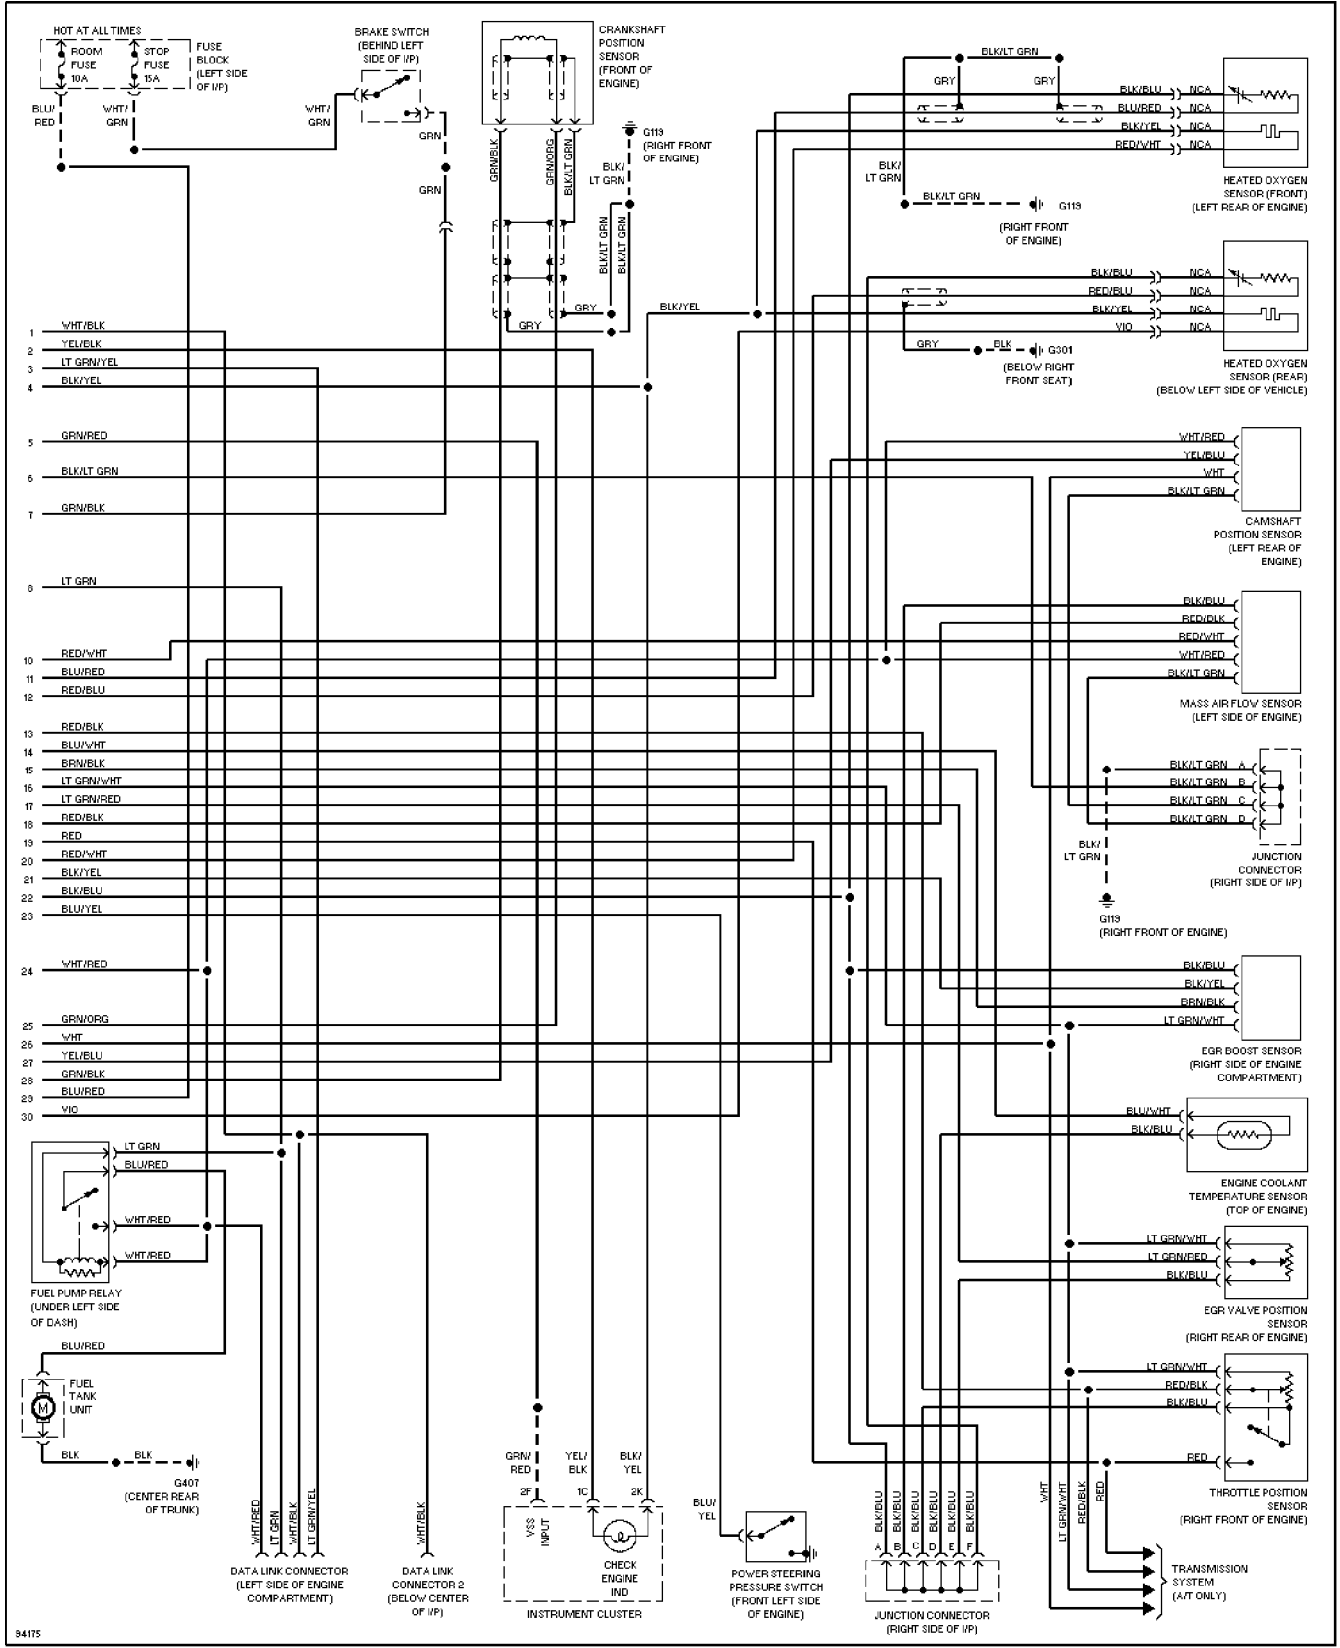 HOT AT ALL TIMES
ROOM
FUSE
10A
STOP
FUSE
15A
FUSE
BLOCK
(LEFT SIDE
OF I/P)
BLU/
RED
WHT/
GRN
WHT/
GRN
BRAKE SWITCH
(BEHIND LEFT
SIDE OF I/P)
GRN
GRN
CRANKSHAFT
POSITION
SENSOR
(FRONT OF
ENGINE)
GRN/BLK
GRN/ORG
BLK/LT GRN
G119
(RIGHT FRONT
OF ENGINE)
BLK/
LT GRN
BLK/LT GRN
BLK/LT GRN
GRY
GRY
BLK/YEL
BLK/LT GRN
GRY
GRY
BLK/
LT GRN
BLK/LT GRN
G119
(RIGHT FRONT
OF ENGINE)
BLK/BLU NCA
BLU/RED NCA
BLK/YEL NCA
RED/WHT NCA
HEATED OXYGEN
SENSOR (FRONT)
(LEFT REAR OF ENGINE)
BLK/BLU NCA
RED/BLU NCA
BLK/YEL NCA
VIO NCA
GRY
BLK
G301
(BELOW RIGHT
FRONT SEAT)
HEATED OXYGEN
SENSOR (REAR)
(BELOW LEFT SIDE OF VEHICLE)
1 WHT/BLK
2 YEL/BLK
3 LT GRN/YEL
4 BLK/YEL
5 GRN/RED
6 BLK/LT GRN
7 GRN/BLK
8 LT GRN
10 RED/WHT
11 BLU/RED
12 RED/BLU
13 RED/BLK
14 BLU/WHT
15 BRN/BLK
16 LT GRN/WHT
17 LT GRN/RED
18 RED/BLK
19 RED
20 RED/WHT
21 BLK/YEL
22 BLK/BLU
23 BLU/YEL
24 WHT/RED
25 GRN/ORG
26 WHT
27 YEL/BLU
28 GRN/BLK
29 BLU/RED
30 VIO
WHT/RED
YEL/BLU
WHT
BLK/LT GRN
CAMSHAFT
POSITION SENSOR
(LEFT REAR OF
ENGINE)
BLK/BLU
RED/BLK
RED/WHT
WHT/RED
BLK/LT GRN
MASS AIR FLOW SENSOR
(LEFT SIDE OF ENGINE)
BLK/LT GRN A
BLK/LT GRN B
BLK/LT GRN C
BLK/LT GRN D
BLK/
LT GRN
JUNCTION
CONNECTOR
(RIGHT SIDE OF I/P)
G119
(RIGHT FRONT OF ENGINE)
BLK/BLU
BLK/YEL
BRN/BLK
LT GRN/WHT
EGR BOOST SENSOR
(RIGHT SIDE OF ENGINE
COMPARTMENT)
BLU/WHT
BLK/BLU
ENGINE COOLANT
TEMPERATURE SENSOR
(TOP OF ENGINE)
LT GRN/WHT
LT GRN/RED
BLK/BLU
EGR VALVE POSITION
SENSOR
(RIGHT REAR OF ENGINE)
LT GRN/WHT
RED/BLK
BLK/BLU
RED
THROTTLE POSITION
SENSOR
(RIGHT FRONT OF ENGINE)
LT GRN
BLU/RED
WHT/RED
WHT/RED
FUEL PUMP RELAY
(UNDER LEFT SIDE
OF DASH)
BLU/RED
FUEL
TANK
UNIT
M
BLK
BLK
G407
(CENTER REAR
OF TRUNK)
WHT/RED
LT GRN
WHT/BLK
LT GRN/YEL
DATA LINK CONNECTOR
(LEFT SIDE OF ENGINE
COMPARTMENT)
WHT/BLK
DATA LINK
CONNECTOR 2
(BELOW CENTER
OF I/P)
GRN/
RED
YEL/
BLK
BLK/
YEL
2F
1C
2K
VSS
INPUT
CHECK
ENGINE
IND
INSTRUMENT CLUSTER
BLU/
YEL
POWER STEERING
PRESSURE SWITCH
(FRONT LEFT SIDE
OF ENGINE)
BLK/BLU
BLK/BLU
BLK/BLU
BLK/BLU
BLK/BLU
BLK/BLU
A B C D E F
JUNCTION CONNECTOR
(RIGHT SIDE OF I/P)
WHT
LT GRN/WHT
RED/BLK
RED
TRANSMISSION
SYSTEM
(A/T ONLY)
94175